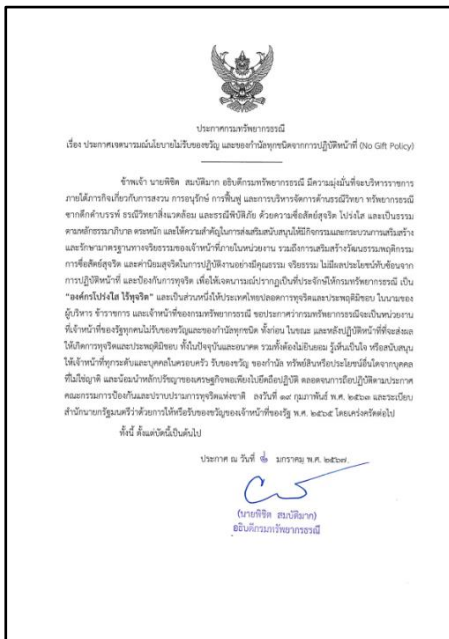 ประกาศกรมทรัพยากรธรณี
เรื่อง ประกาศเจตนารมณ์นโยบายไม่รับของขวัญ และของกำนัลทุกชนิดจากการปฏิบัติหน้าที่ (No Gift Policy)
ข้าพเจ้า นายพิชิต สมบัติมาก อธิบดีกรมทรัพยากรธรณี มีความมุ่งมั่นที่จะบริหารราชการ
ภายใต้ภารกิจเกี่ยวกับการสงวน การอนุรักษ์ การฟื้นฟู และการบริหารจัดการด้านธรณีวิทยา ทรัพยากรธรณี
ซากดึกดำบรรพ์ ธรณีวิทยาสิ่งแวดล้อม และธรณีพิบัติภัย ด้วยความซื่อสัตย์สุจริต โปร่งใส และเป็นธรรม
ตามหลักธรรมาภิบาล ตระหนัก และให้ความสำคัญในการส่งเสริมสนับสนุนให้มีกิจกรรมและกระบวนการเสริมสร้าง
และรักษามาตรฐานทางจริยธรรมของเจ้าหน้าที่ภายในหน่วยงาน รวมถึงการเสริมสร้างวัฒนธรรมพฤติกรรม
การซื่อสัตย์สุจริต และค่านิยมสุจริตในการปฏิบัติงานอย่างมีคุณธรรม จริยธรรม ไม่มีผลประโยชน์ทับซ้อนจาก
การปฏิบัติหน้าที่ และป้องกันการทุจริต เพื่อให้เจตนารมณ์ปรากฏเป็นที่ประจักษ์ให้กรมทรัพยากรธรณี เป็น
"องค์กรโปร่งใส ไร้ทุจริต" และเป็นส่วนหนึ่งให้ประเทศไทยปลอดการทุจริตและประพฤติมิชอบ ในนามของ
ผู้บริหาร ข้าราชการ และเจ้าหน้าที่ของกรมทรัพยากรธรณี ขอประกาศว่ากรมทรัพยากรธรณีจะเป็นหน่วยงาน
ที่เจ้าหน้าที่ของรัฐทุกคนไม่รับของขวัญและของกำนัลทุกชนิด ทั้งก่อน ในขณะ และหลังปฏิบัติหน้าที่ที่จะส่งผล
ให้เกิดการทุจริตและประพฤติมิชอบ ทั้งในปัจจุบันและอนาคต รวมทั้งต้องไม่ยินยอม รู้เห็นเป็นใจ หรือสนับสนุน
ให้เจ้าหน้าที่ทุกระดับและบุคคลในครอบครัว รับของขวัญ ของกำนัล ทรัพย์สินหรือประโยชน์อื่นใดจากบุคคล
ที่ไม่ใช่ญาติ และน้อมนำหลักปรัชญาของเศรษฐกิจพอเพียงไปยึดถือปฏิบัติ ตลอดจนการถือปฏิบัติตามประกาศ
คณะกรรมการป้องกันและปราบปรามการทุจริตแห่งชาติ ลงวันที่ ๑๙ กุมภาพันธ์ พ.ศ. ๒๕๖๓ และระเบียบ
สำนักนายกรัฐมนตรีว่าด้วยการให้หรือรับของขวัญของเจ้าหน้าที่ของรัฐ พ.ศ. ๒๕๖๕ โดยเคร่งครัดต่อไป
ทั้งนี้ ตั้งแต่บัดนี้เป็นต้นไป
ประกาศ ณ วันที่ มกราคม พ.ศ. ๒๕๖๗
(นายพิชิต สมบัติมาก)
อธิบดีกรมทรัพยากรธรณี